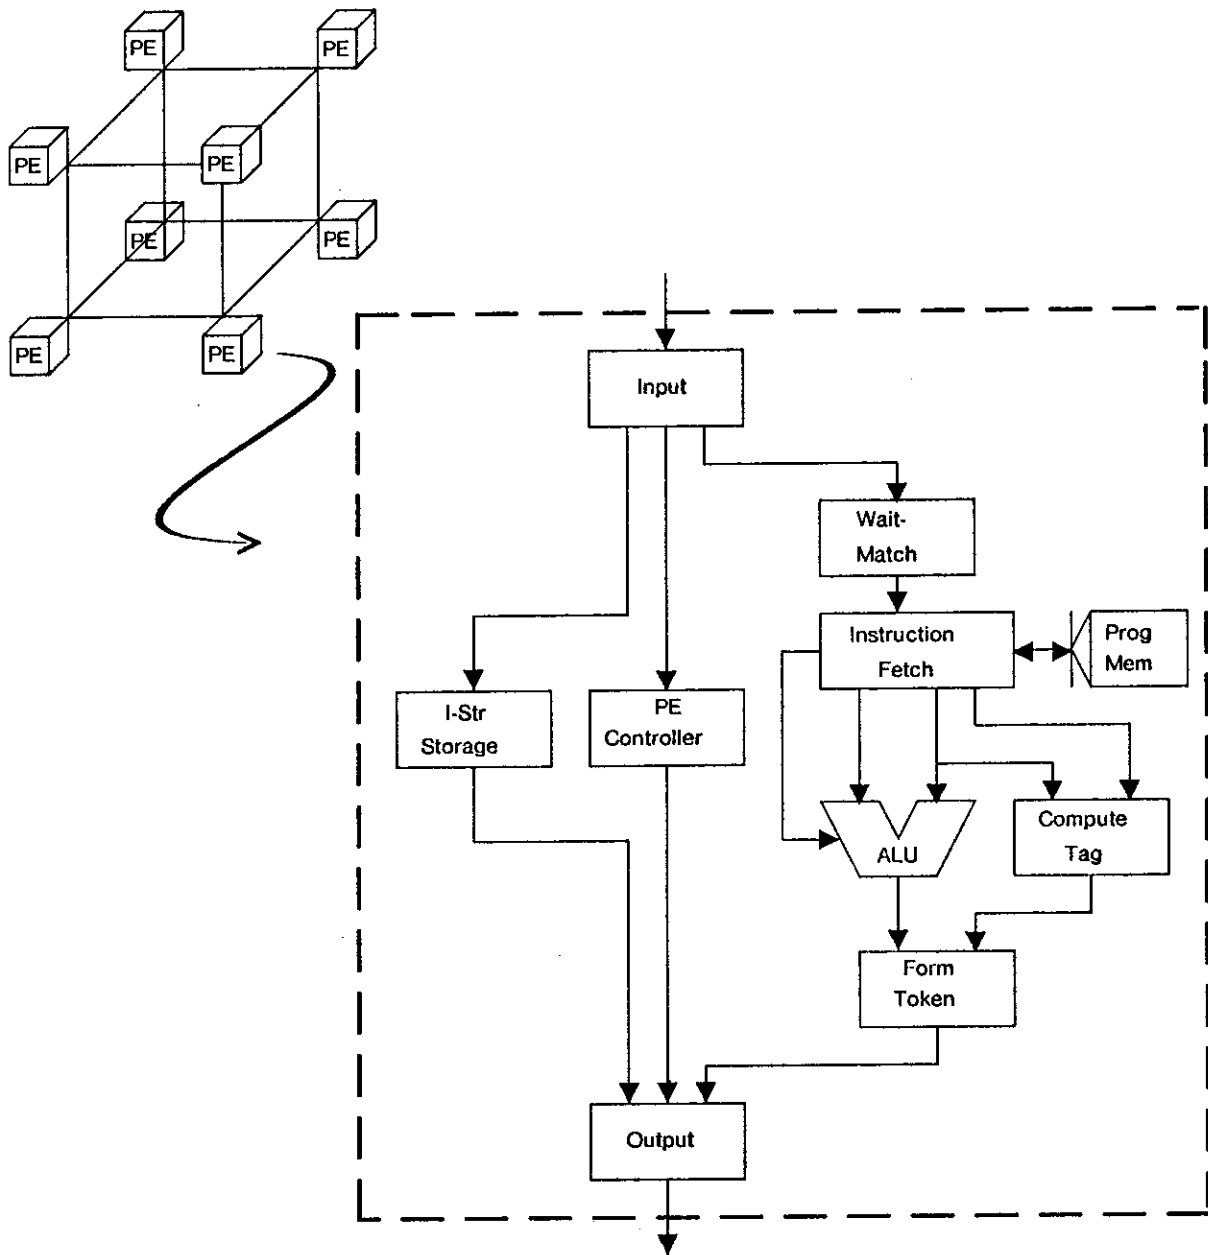 PE
PE
PE
PE
PE
PE
PE
PE
Input
Wait-
Match
Instruction
Fetch
Prog
Mem
I-Str
Storage
PE
Controller
ALU
Compute
Tag
Form
Token
Output